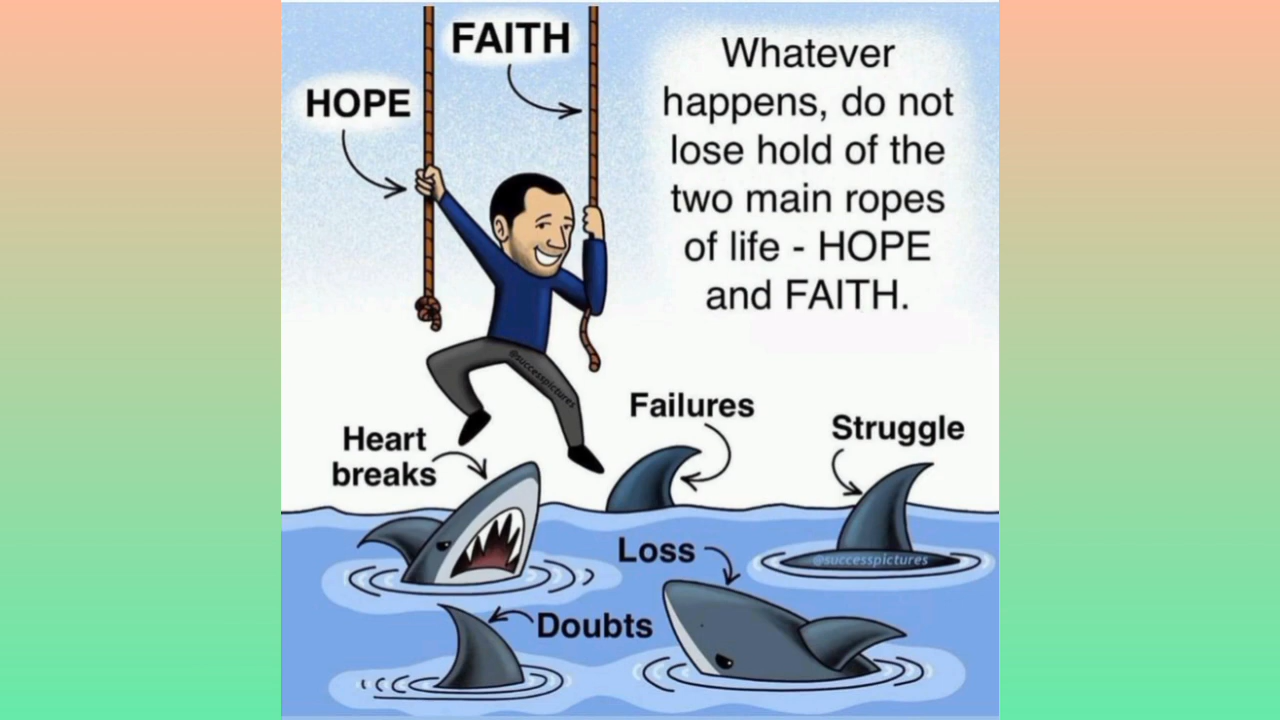 FAITH
HOPE
Whatever
happens, do not
lose hold of the
two main ropes
of life - HOPE
and FAITH.
@successpictures
Failures
Struggle
Heart
breaks
Loss
@successpictures
Doubts